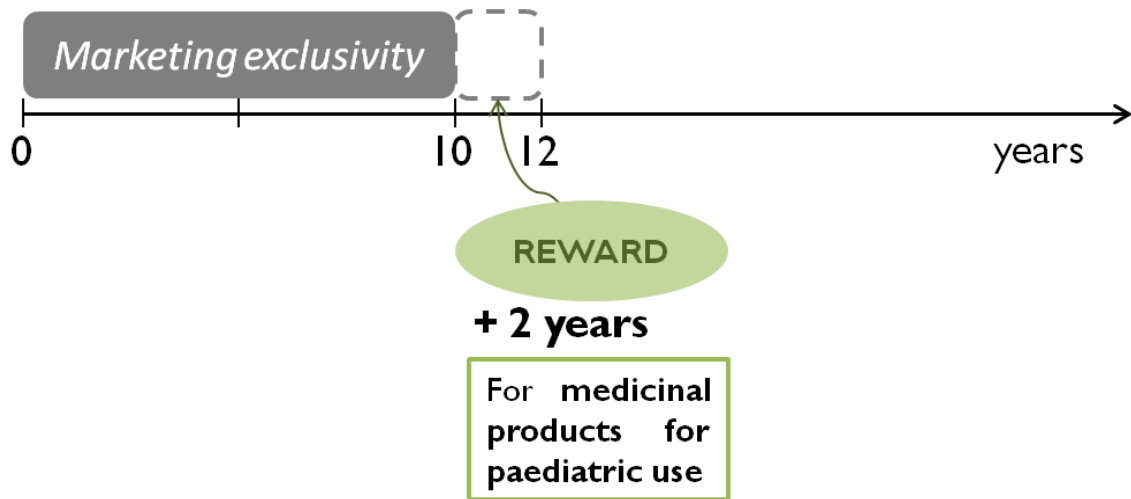 Marketing exclusivity
0 10 12 years
REWARD
+ 2 years
For medicinal
products for
paediatric use